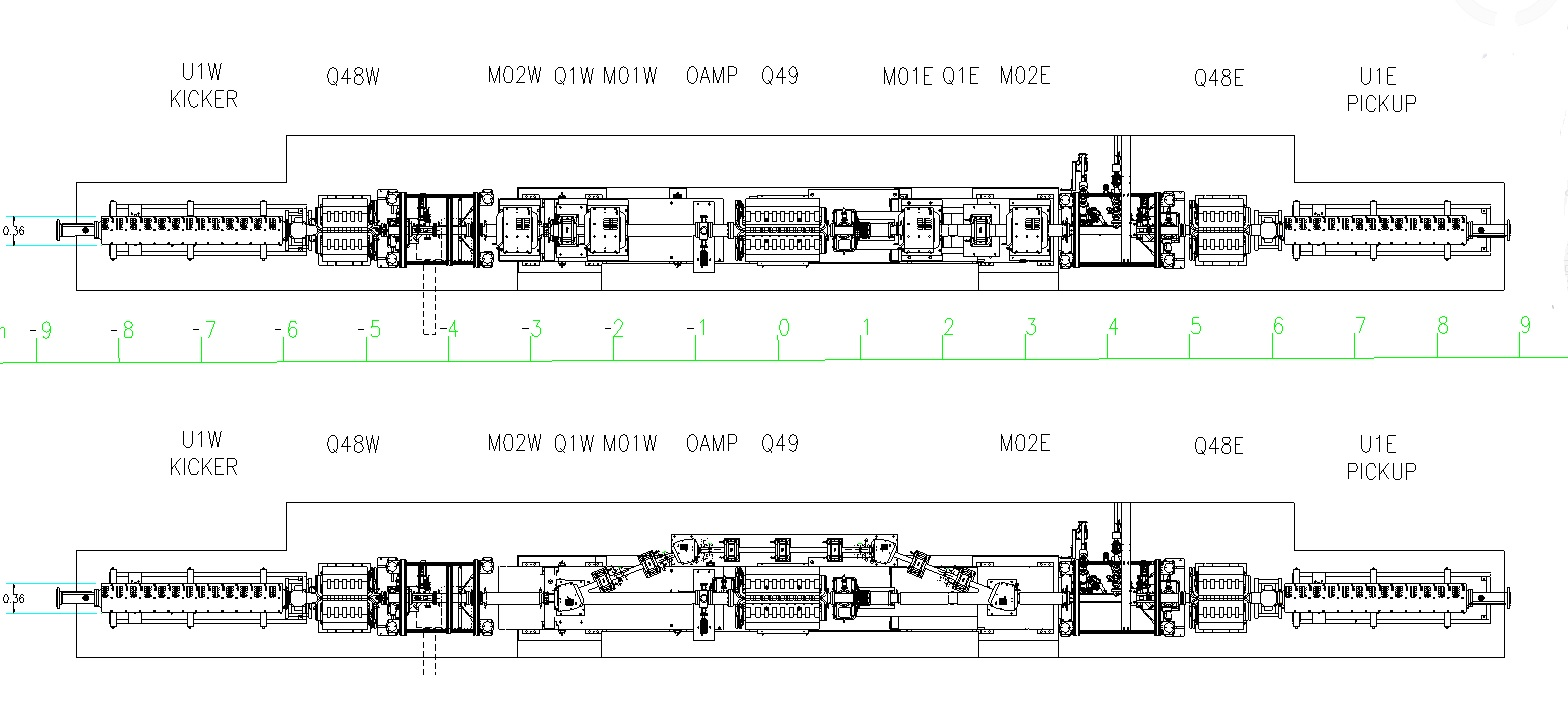 U1W
KICKER
Q48W
M02W Q1W M01W
OAMP
Q49
M01E Q1E
M02E
Q48E
U1E
PICKUP
0.36
-9 -8 -7 -6 -5 -4 -3 -2 -1 0 1 2 3 4 5 6 7 8 9
U1W
KICKER
Q48W
M02W Q1W M01W
OAMP
Q49
M02E
Q48E
U1E
PICKUP
0.36